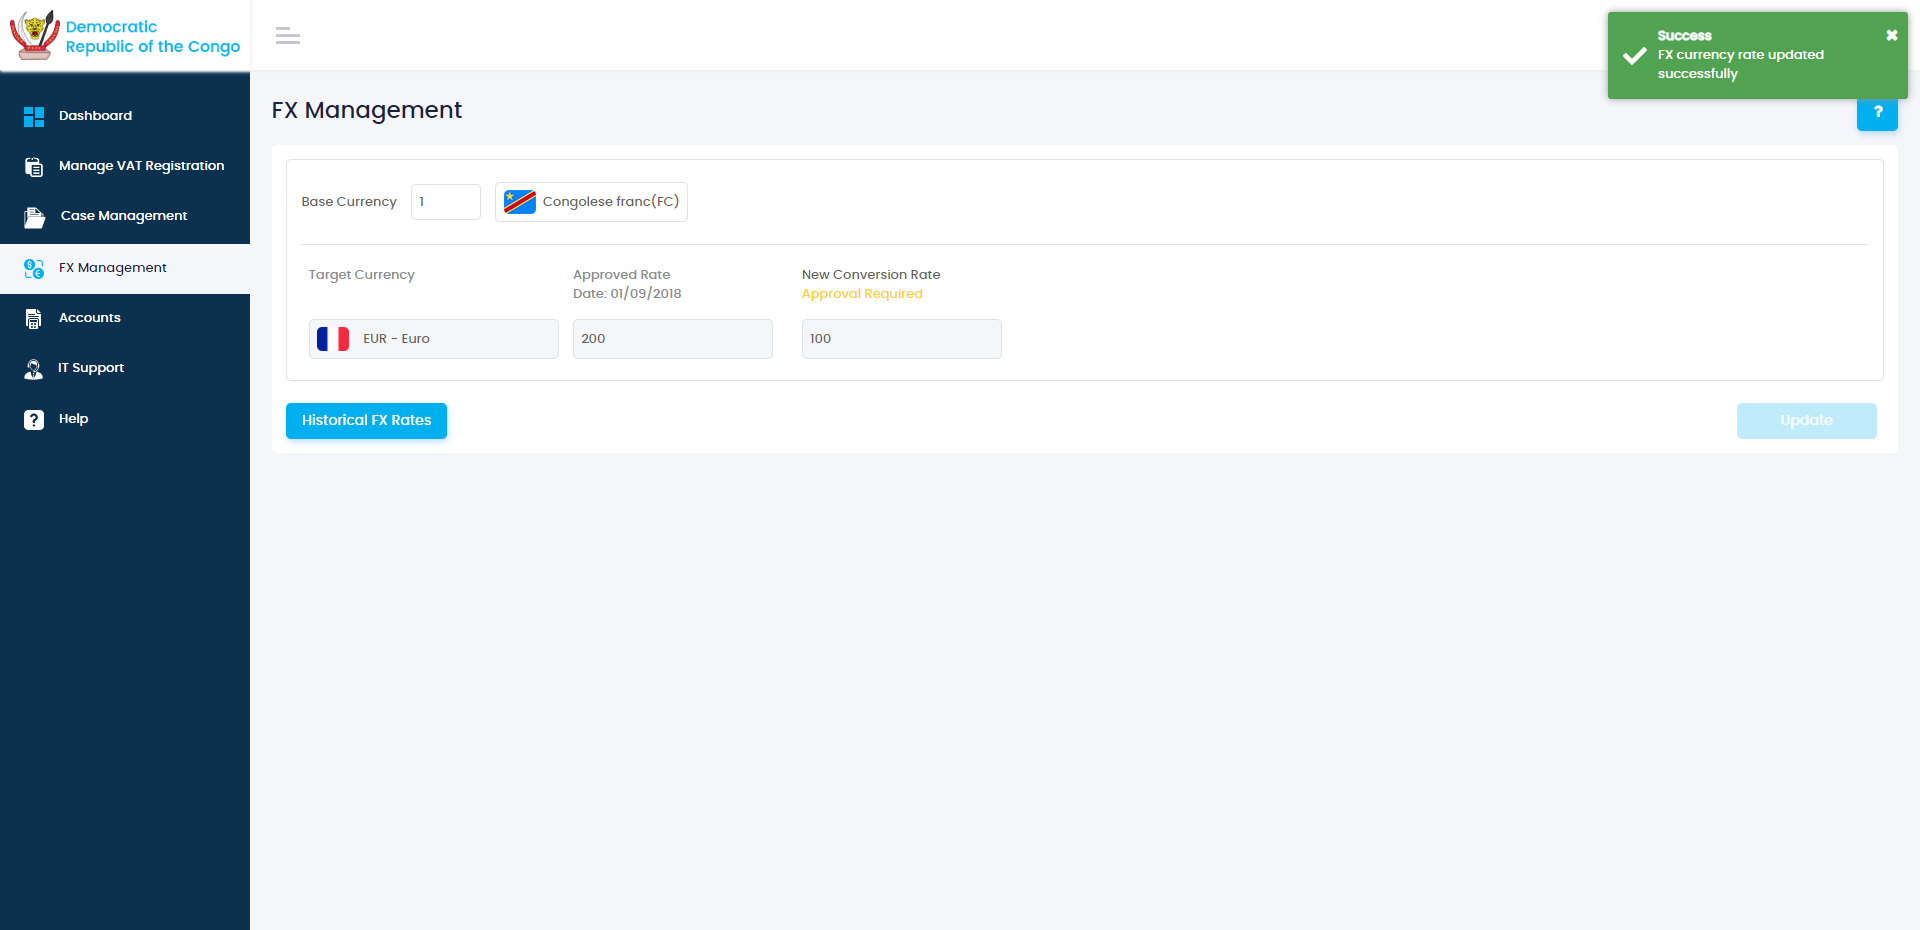 Democratic
Republic of the Congo
Success
FX currency rate updated
successfully
Dashboard
Manage VAT Registration
Case Management
FX Management
Accounts
IT Support
Help
FX Management
?
Base Currency 1 Congolese franc(FC)
Target Currency Approved Rate New Conversion Rate
Date: 01/09/2018 Approval Required
EUR - Euro 200 100
Historical FX Rates Update